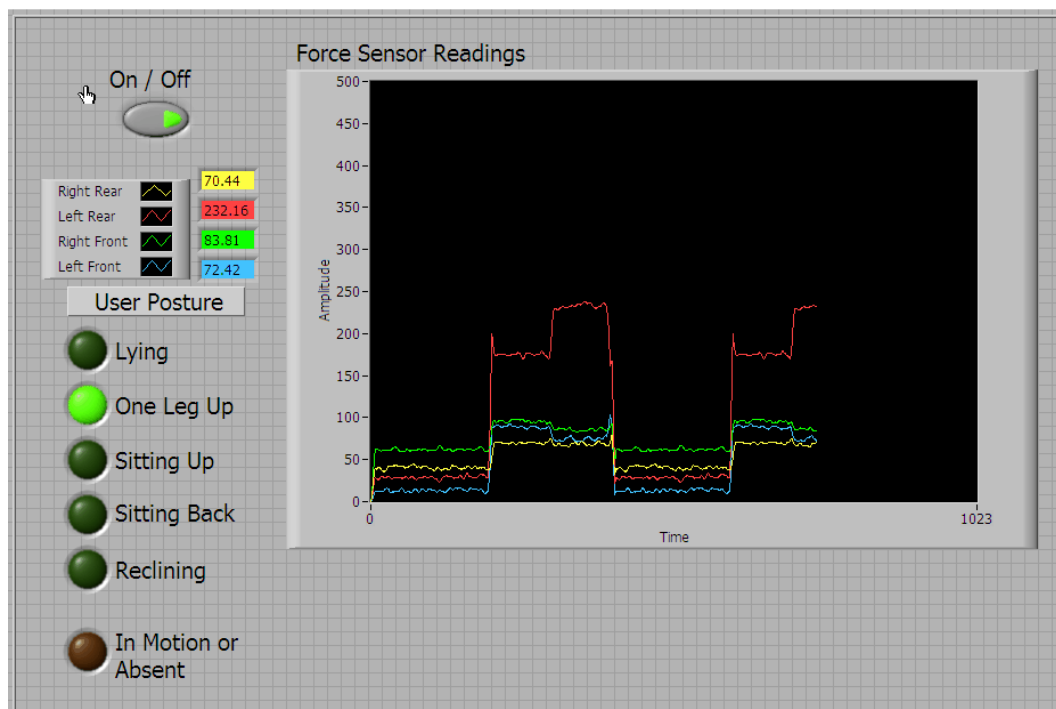 On / Off
Right Rear
70.44
Left Rear
232.16
Right Front
83.81
Left Front
72.42
User Posture
Lying
One Leg Up
Sitting Up
Sitting Back
Reclining
In Motion or
Absent
Force Sensor Readings
Amplitude
500
450
400
350
300
250
200
150
100
50
0
0
1023
Time